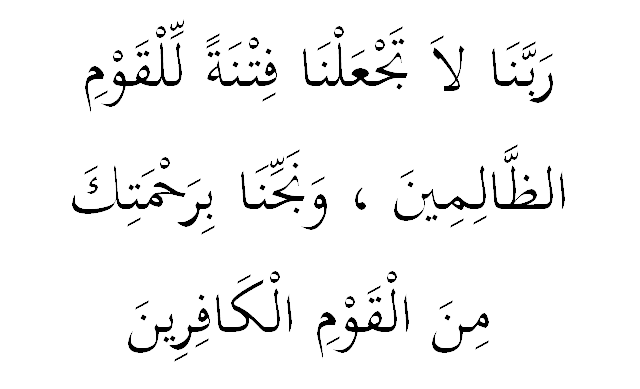 رَبَّنَا لاَ تَجْعَلْنَا فِتْنَةً لِّلْقَوْمِ
الظَّالِمِينَ ، وَنَجِّنَا بِرَحْمَتِكَ
مِنَ الْقَوْمِ الْكَافِرِينَ